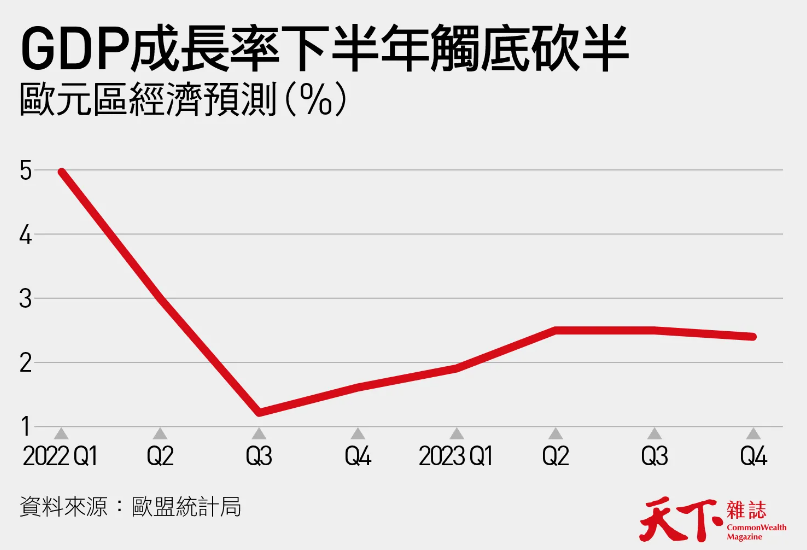 GDP成長率下半年觸底砍半
歐元區經濟預測(%)
5
4
3
2
1
2022 Q1 Q2 Q3 Q4 2023 Q1 Q2 Q3 Q4
資料來源：歐盟統計局
天下雜誌
CommonWealth
Magazine